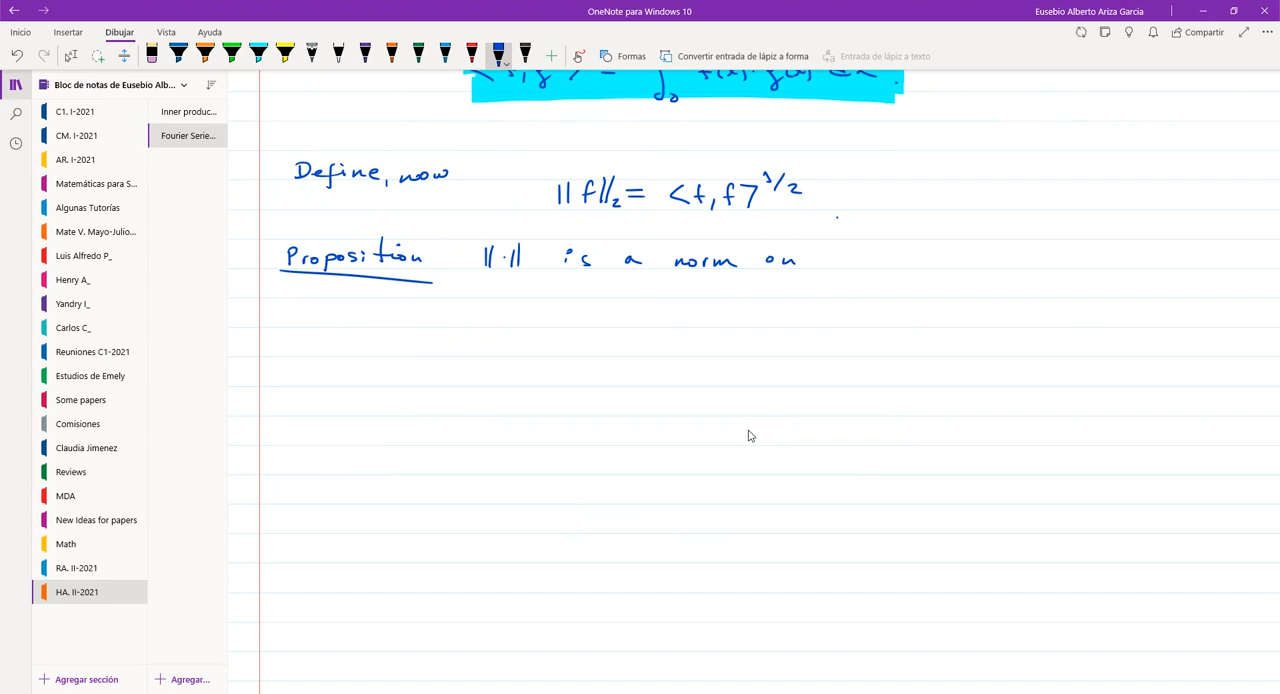 OneNote para Windows 10
Eusebio Alberto Ariza Garcia
Inicio
Insertar
Dibujar
Vista
Ayuda
Compartir
Formas
Convertir entrada de lápiz a forma
Entrada de lápiz a texto
Bloc de notas de Eusebio Alb...
C1. I-2021
CM. I-2021
AR. I-2021
Matemáticas para S...
Algunas Tutorías
Mate V. Mayo-Julio...
Luis Alfredo P_
Henry A_
Yandry I_
Carlos C_
Reuniones C1-2021
Estudios de Emely
Some papers
Comisiones
Claudia Jimenez
Reviews
MDA
New Ideas for papers
Math
RA. II-2021
HA. II-2021
Agregar sección
Inner produc...
Fourier Serie...
Agregar...
Define, now
||f||₂ = <f, f>^1/2
Proposition ||·|| is a norm on